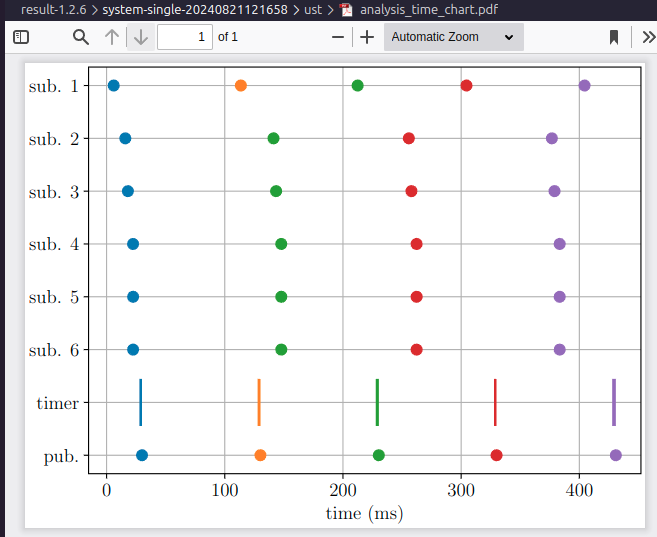 result-1.2.6 > system-single-20240821121658 > ust > analysis_time_chart.pdf
1 of 1 Automatic Zoom
sub. 1
sub. 2
sub. 3
sub. 4
sub. 5
sub. 6
timer
pub.
0 100 200 300 400
time (ms)